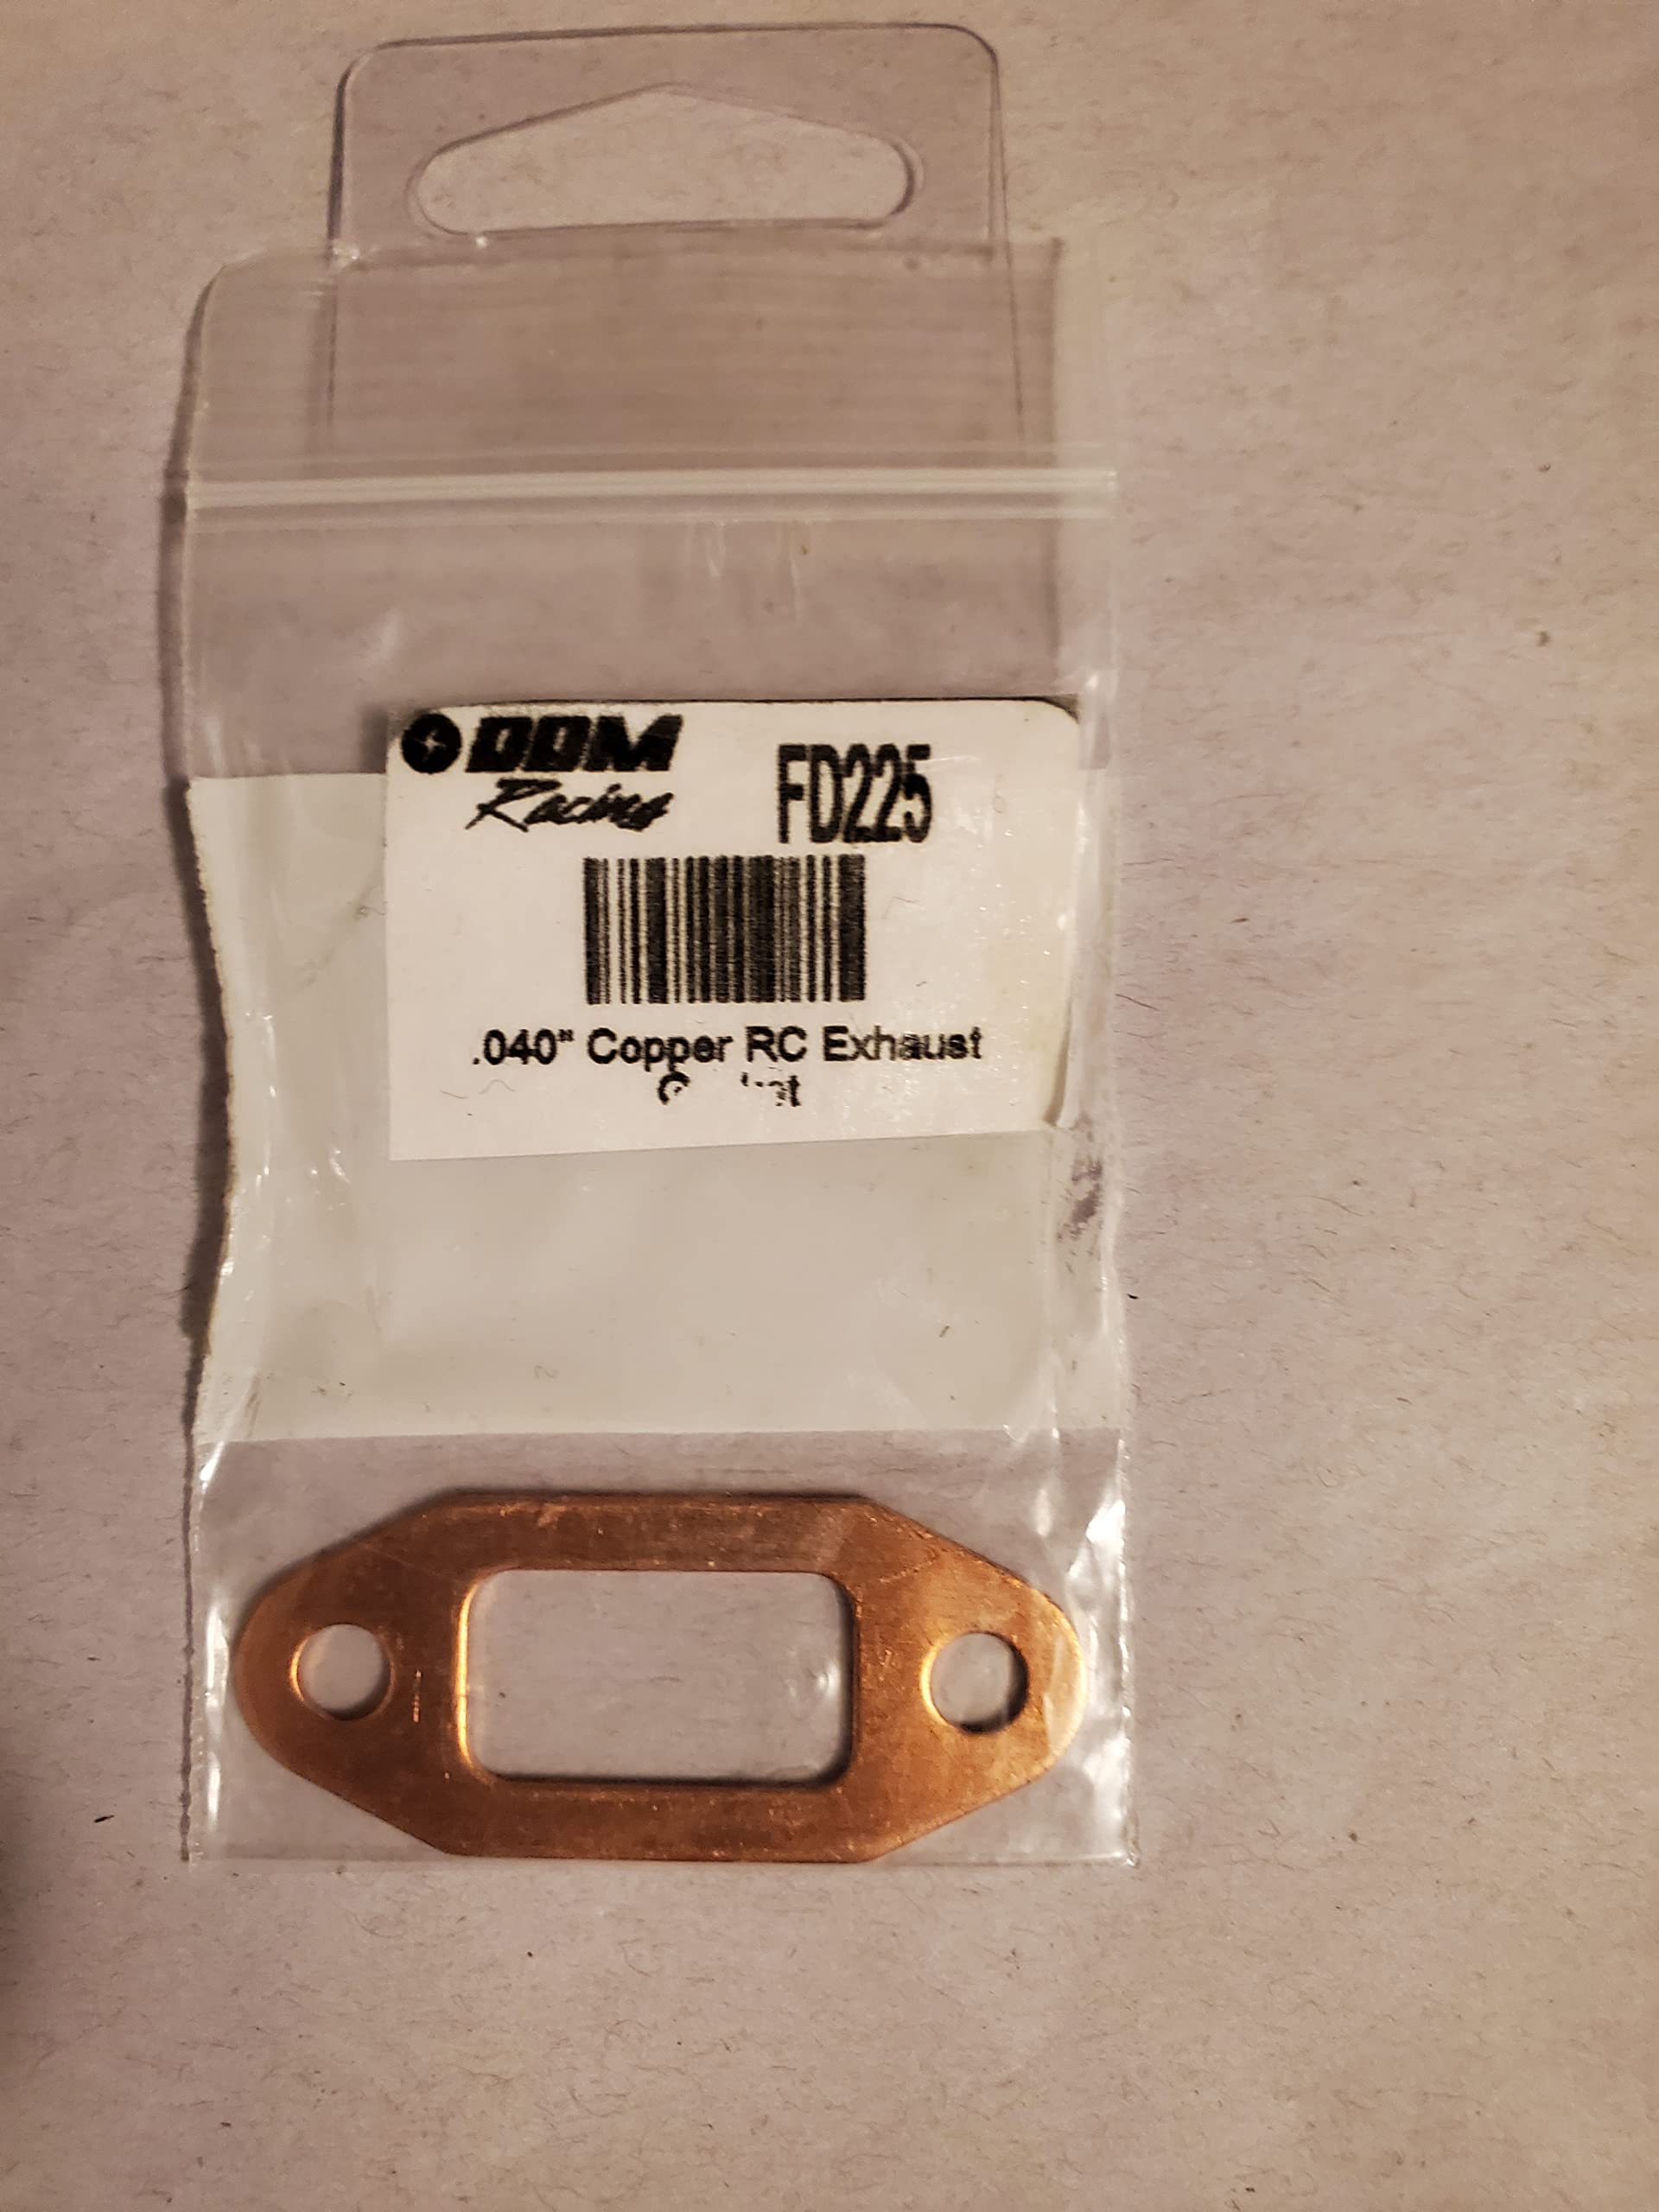 DDM
Racing
FD225
.040" Copper RC Exhaust